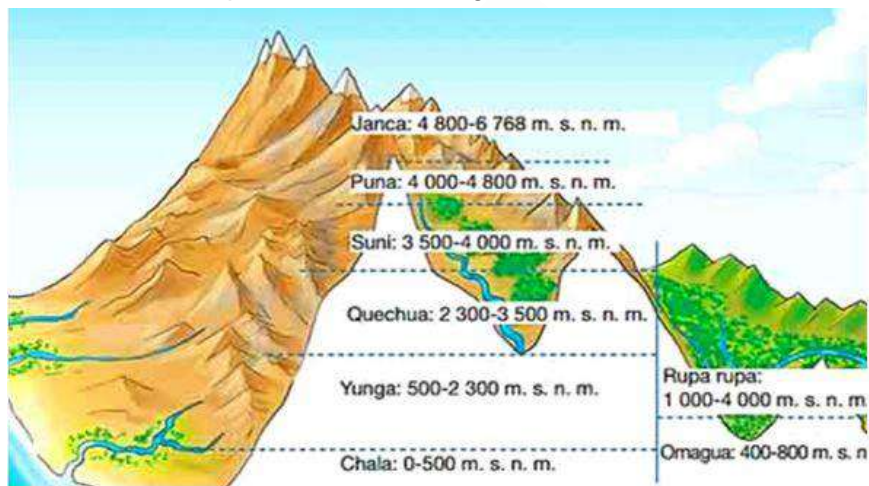 Janca: 4 800-6 768 m. s. n. m.
Puna: 4 000-4 800 m. s. n. m.
Suni: 3 500-4 000 m. s. n. m.
Quechua: 2 300-3 500 m. s. n. m.
Yunga: 500-2 300 m. s. n. m.
Rupa rupa:
1 000-4 000 m. s. n. m
Chala: 0-500 m. s. n. m.
Omagua: 400-800 m. s. n